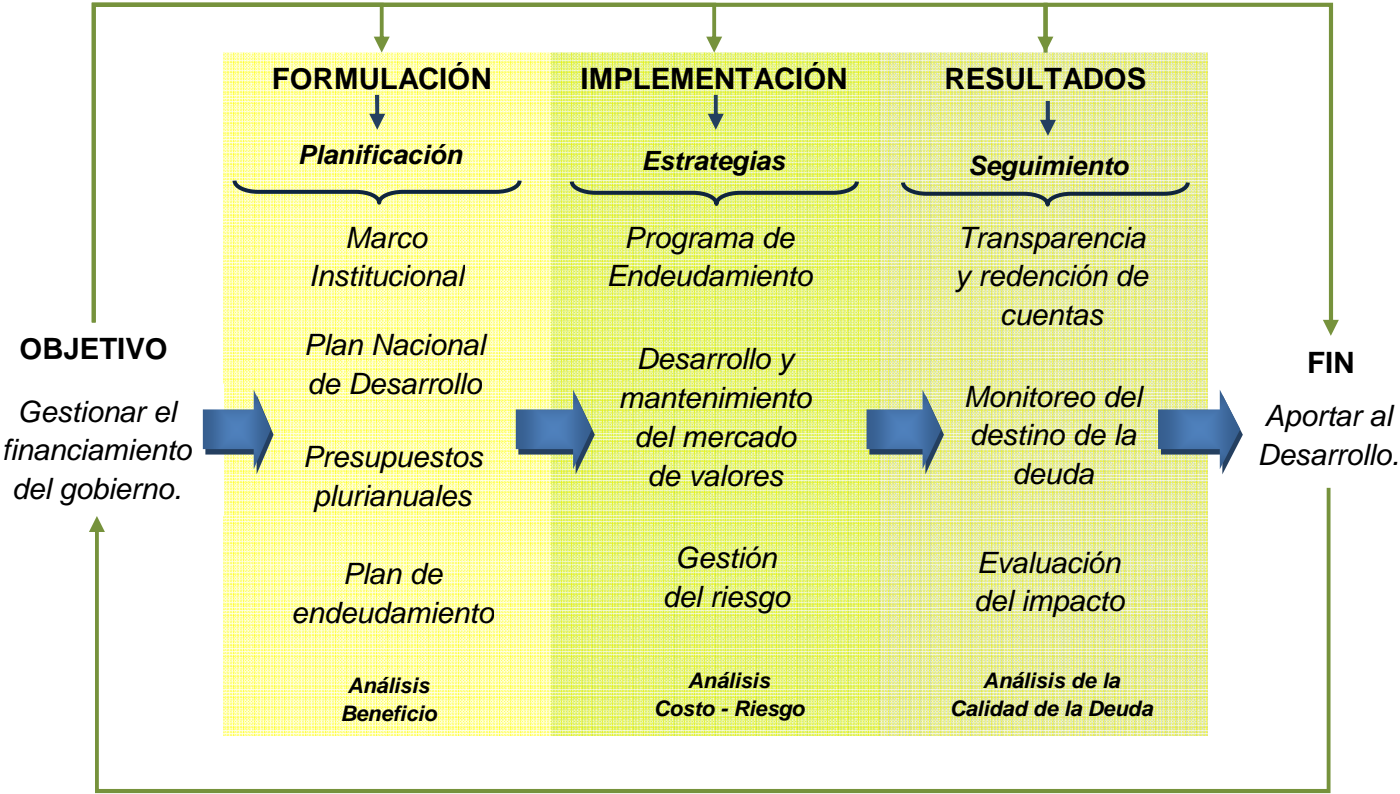 OBJETIVO
Gestionar el
financiamiento
del gobierno.
FORMULACIÓN
Planificación
Marco
Institucional
Plan Nacional
de Desarrollo
Presupuestos
plurianuales
Plan de
endeudamiento
Análisis
Beneficio
IMPLEMENTACIÓN
Estrategias
Programa de
Endeudamiento
Desarrollo y
mantenimiento
del mercado
de valores
Gestión
del riesgo
Análisis
Costo - Riesgo
RESULTADOS
Seguimiento
Transparencia
y redención de
cuentas
Monitoreo del
destino de la
deuda
Evaluación
del impacto
Análisis de la
Calidad de la Deuda
FIN
Aportar al
Desarrollo.